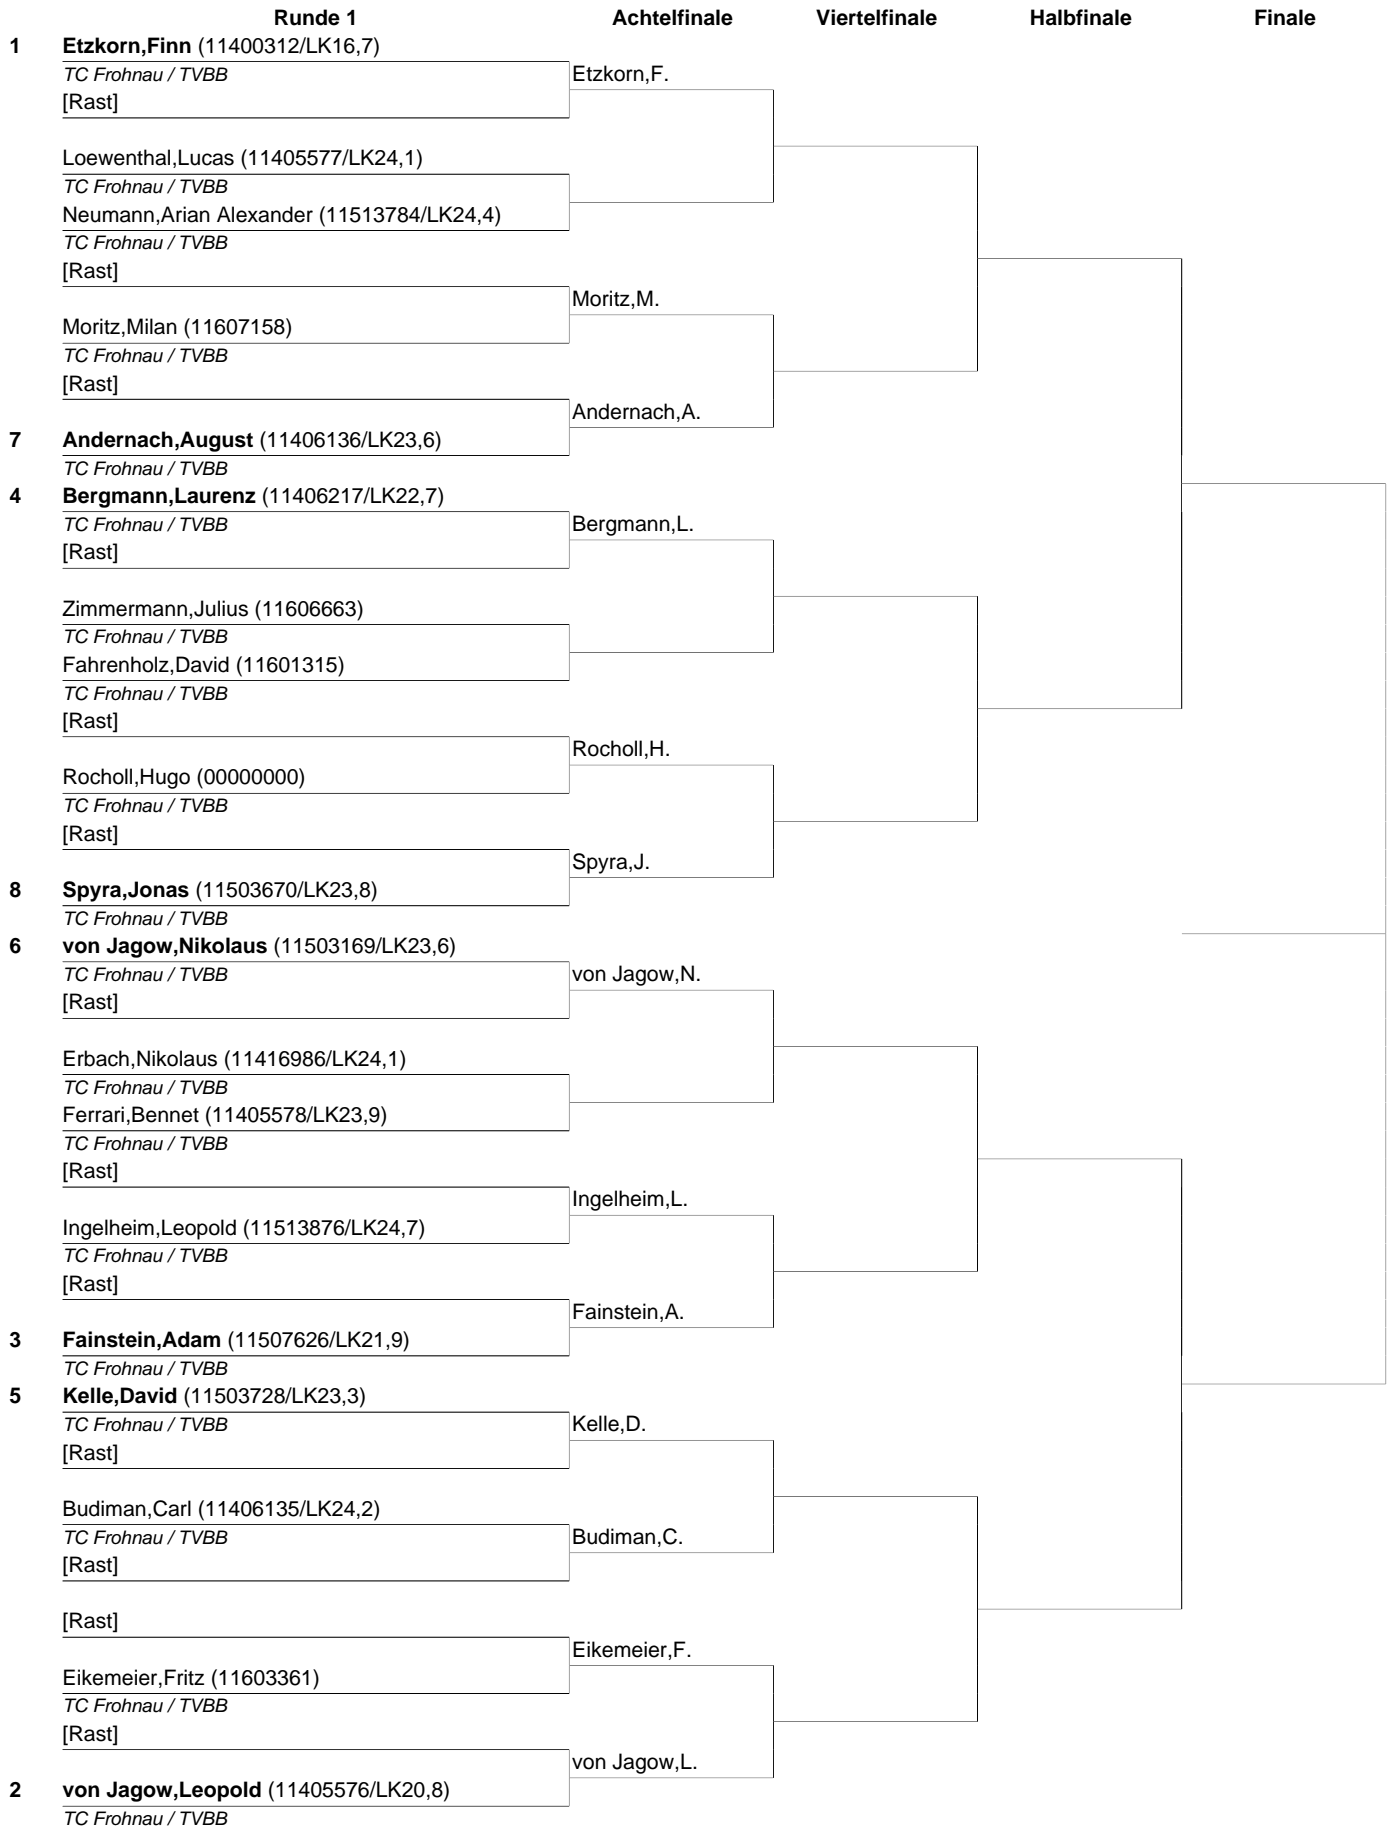 Runde 1 Achtelfinale Viertelfinale Halbfinale Finale
1 Etzkorn,Finn (11400312/LK16,7)
TC Frohnau / TVBB Etzkorn,F.
[Rast]
Loewenthal,Lucas (11405577/LK24,1)
TC Frohnau / TVBB
Neumann,Arian Alexander (11513784/LK24,4)
TC Frohnau / TVBB
[Rast]
Moritz,M.
Moritz,Milan (11607158)
TC Frohnau / TVBB
[Rast]
Andernach,A.
7 Andernach,August (11406136/LK23,6)
TC Frohnau / TVBB
4 Bergmann,Laurenz (11406217/LK22,7)
TC Frohnau / TVBB Bergmann,L.
[Rast]
Zimmermann,Julius (11606663)
TC Frohnau / TVBB
Fahrenholz,David (11601315)
TC Frohnau / TVBB
[Rast]
Rocholl,H.
Rocholl,Hugo (00000000)
TC Frohnau / TVBB
[Rast]
Spyra,J.
8 Spyra,Jonas (11503670/LK23,8)
TC Frohnau / TVBB
6 von Jagow,Nikolaus (11503169/LK23,6)
TC Frohnau / TVBB von Jagow,N.
[Rast]
Erbach,Nikolaus (11416986/LK24,1)
TC Frohnau / TVBB
Ferrari,Bennet (11405578/LK23,9)
TC Frohnau / TVBB
[Rast]
Ingelheim,L.
Ingelheim,Leopold (11513876/LK24,7)
TC Frohnau / TVBB
[Rast]
Fainstein,A.
3 Fainstein,Adam (11507626/LK21,9)
TC Frohnau / TVBB
5 Kelle,David (11503728/LK23,3)
TC Frohnau / TVBB Kelle,D.
[Rast]
Budiman,Carl (11406135/LK24,2)
TC Frohnau / TVBB Budiman,C.
[Rast]
[Rast]
Eikemeier,F.
Eikemeier,Fritz (11603361)
TC Frohnau / TVBB
[Rast]
von Jagow,L.
2 von Jagow,Leopold (11405576/LK20,8)
TC Frohnau / TVBB